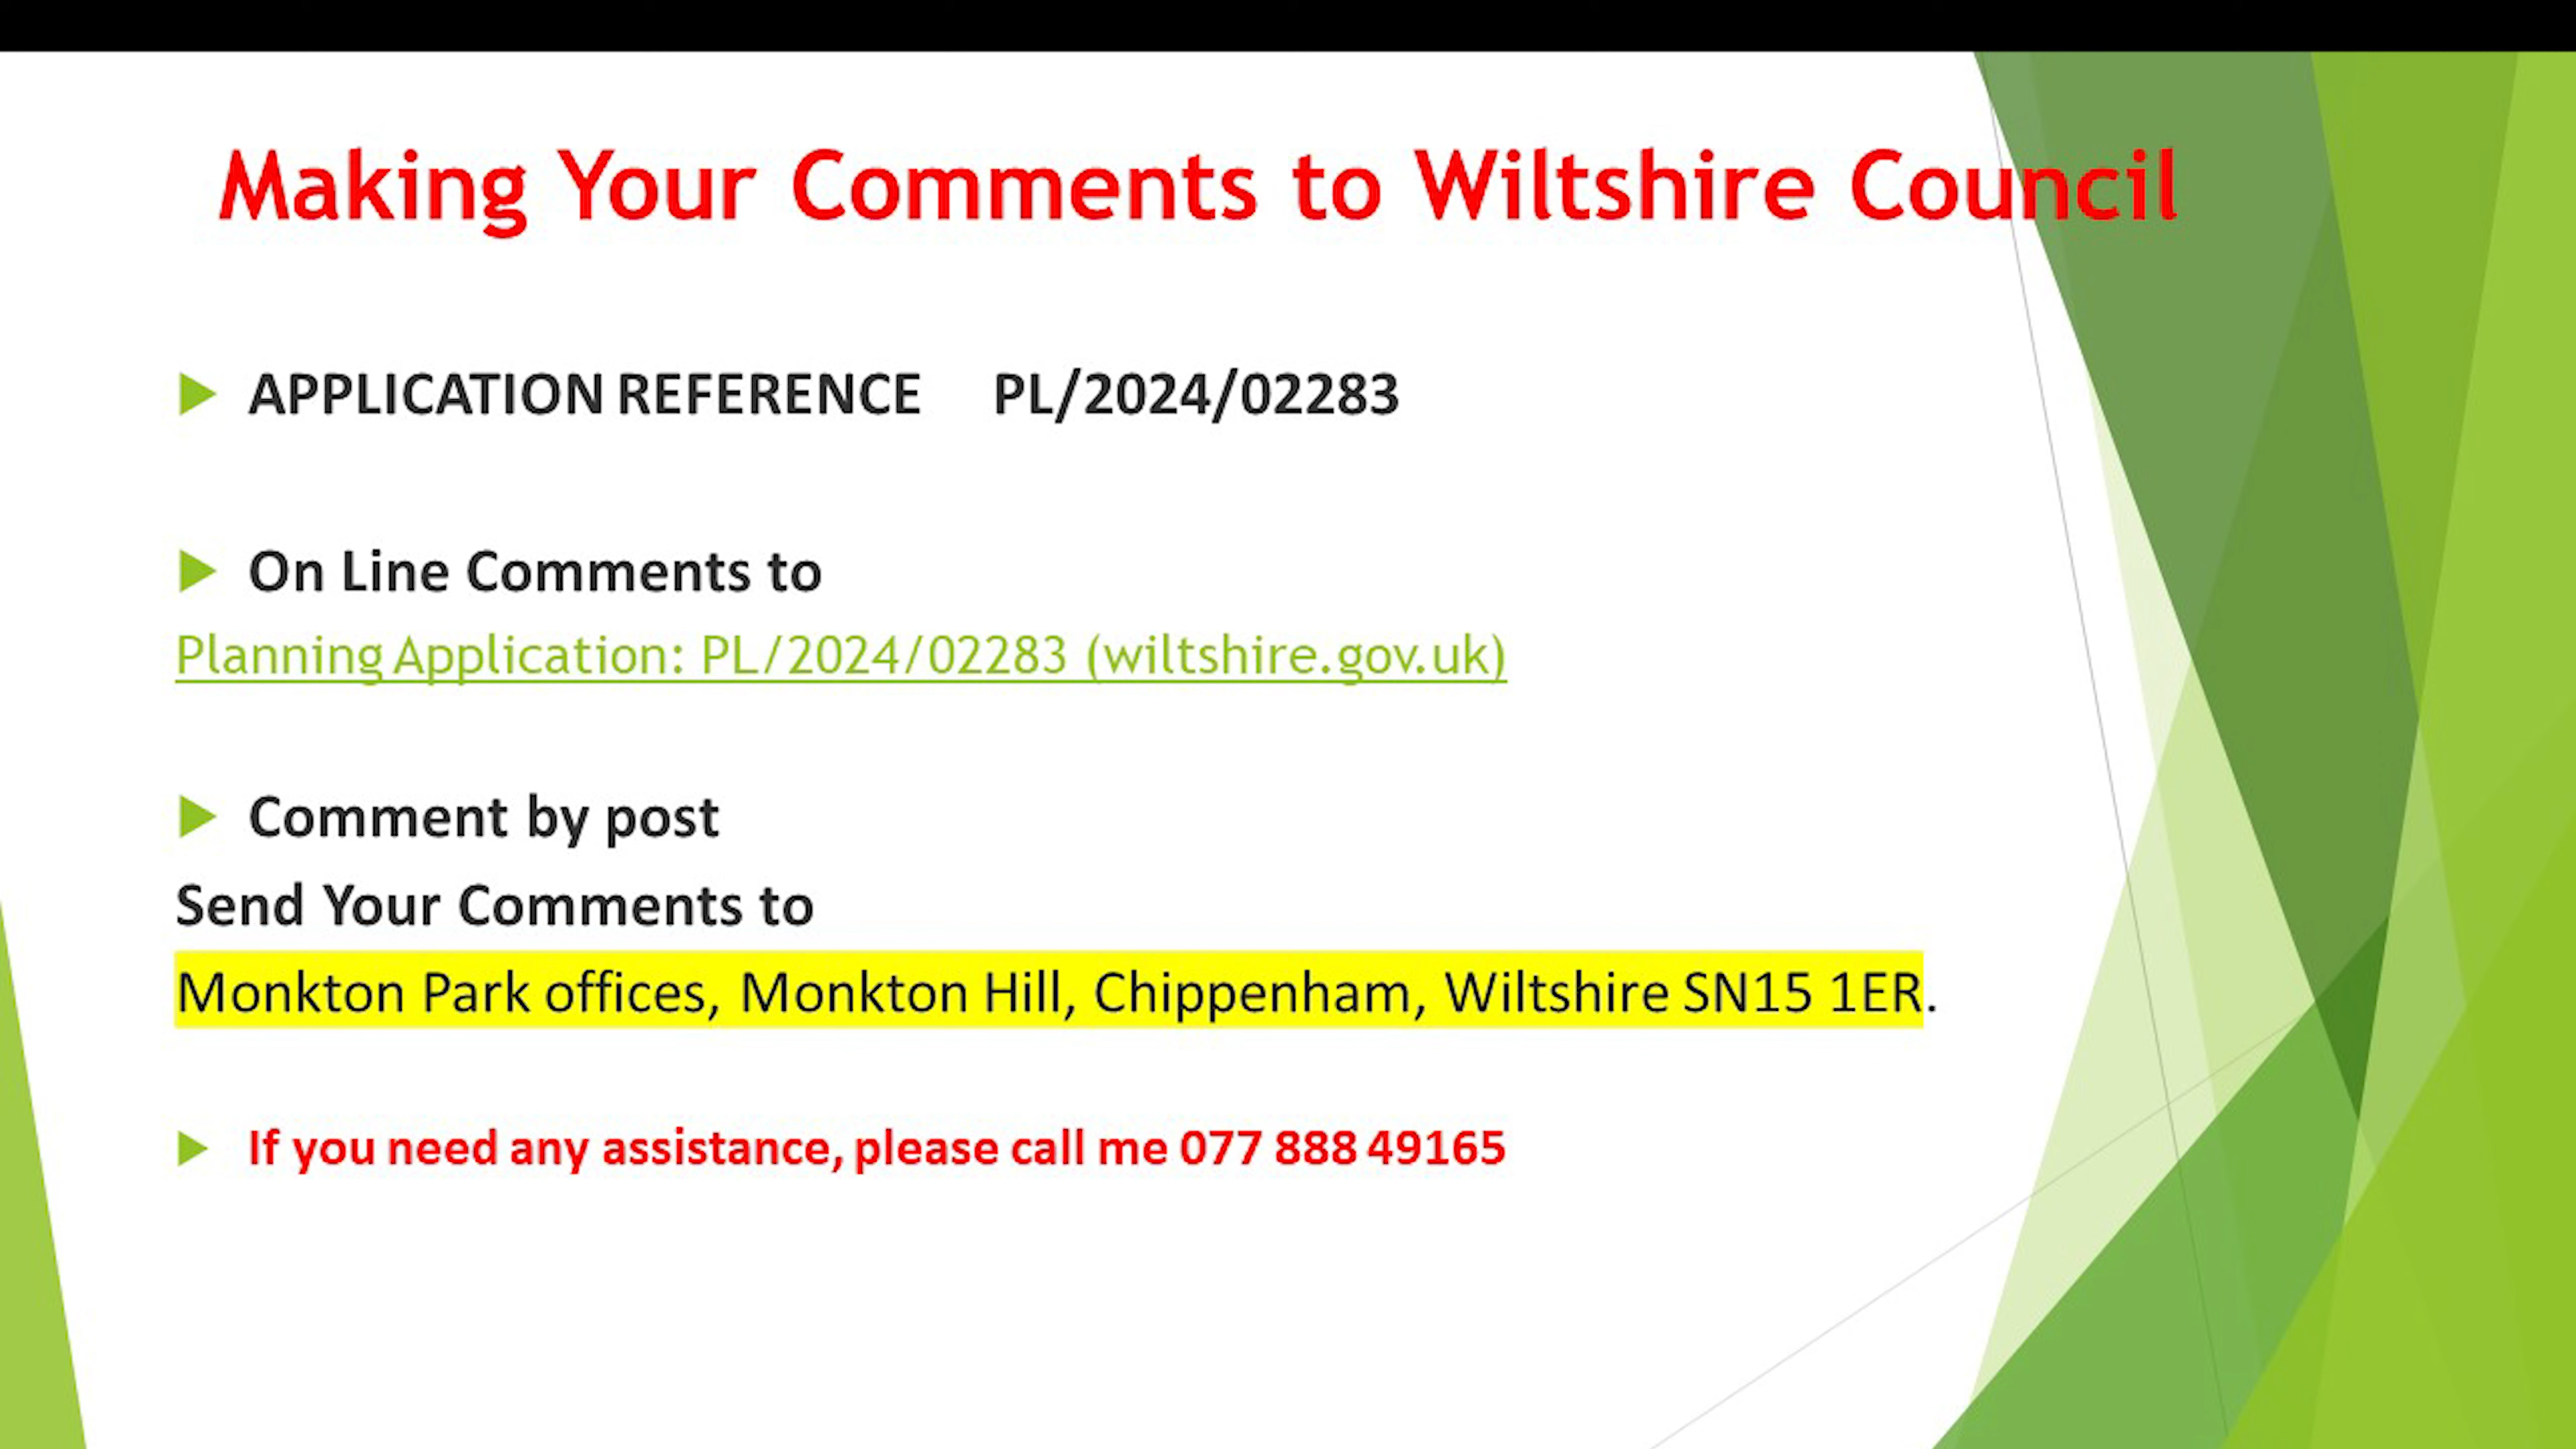 Making Your Comments to Wiltshire Council
APPLICATION REFERENCE PL/2024/02283
On Line Comments to
Planning Application: PL/2024/02283 (wiltshire.gov.uk)
Comment by post
Send Your Comments to
Monkton Park offices, Monkton Hill, Chippenham, Wiltshire SN15 1ER.
If you need any assistance, please call me 077 888 49165